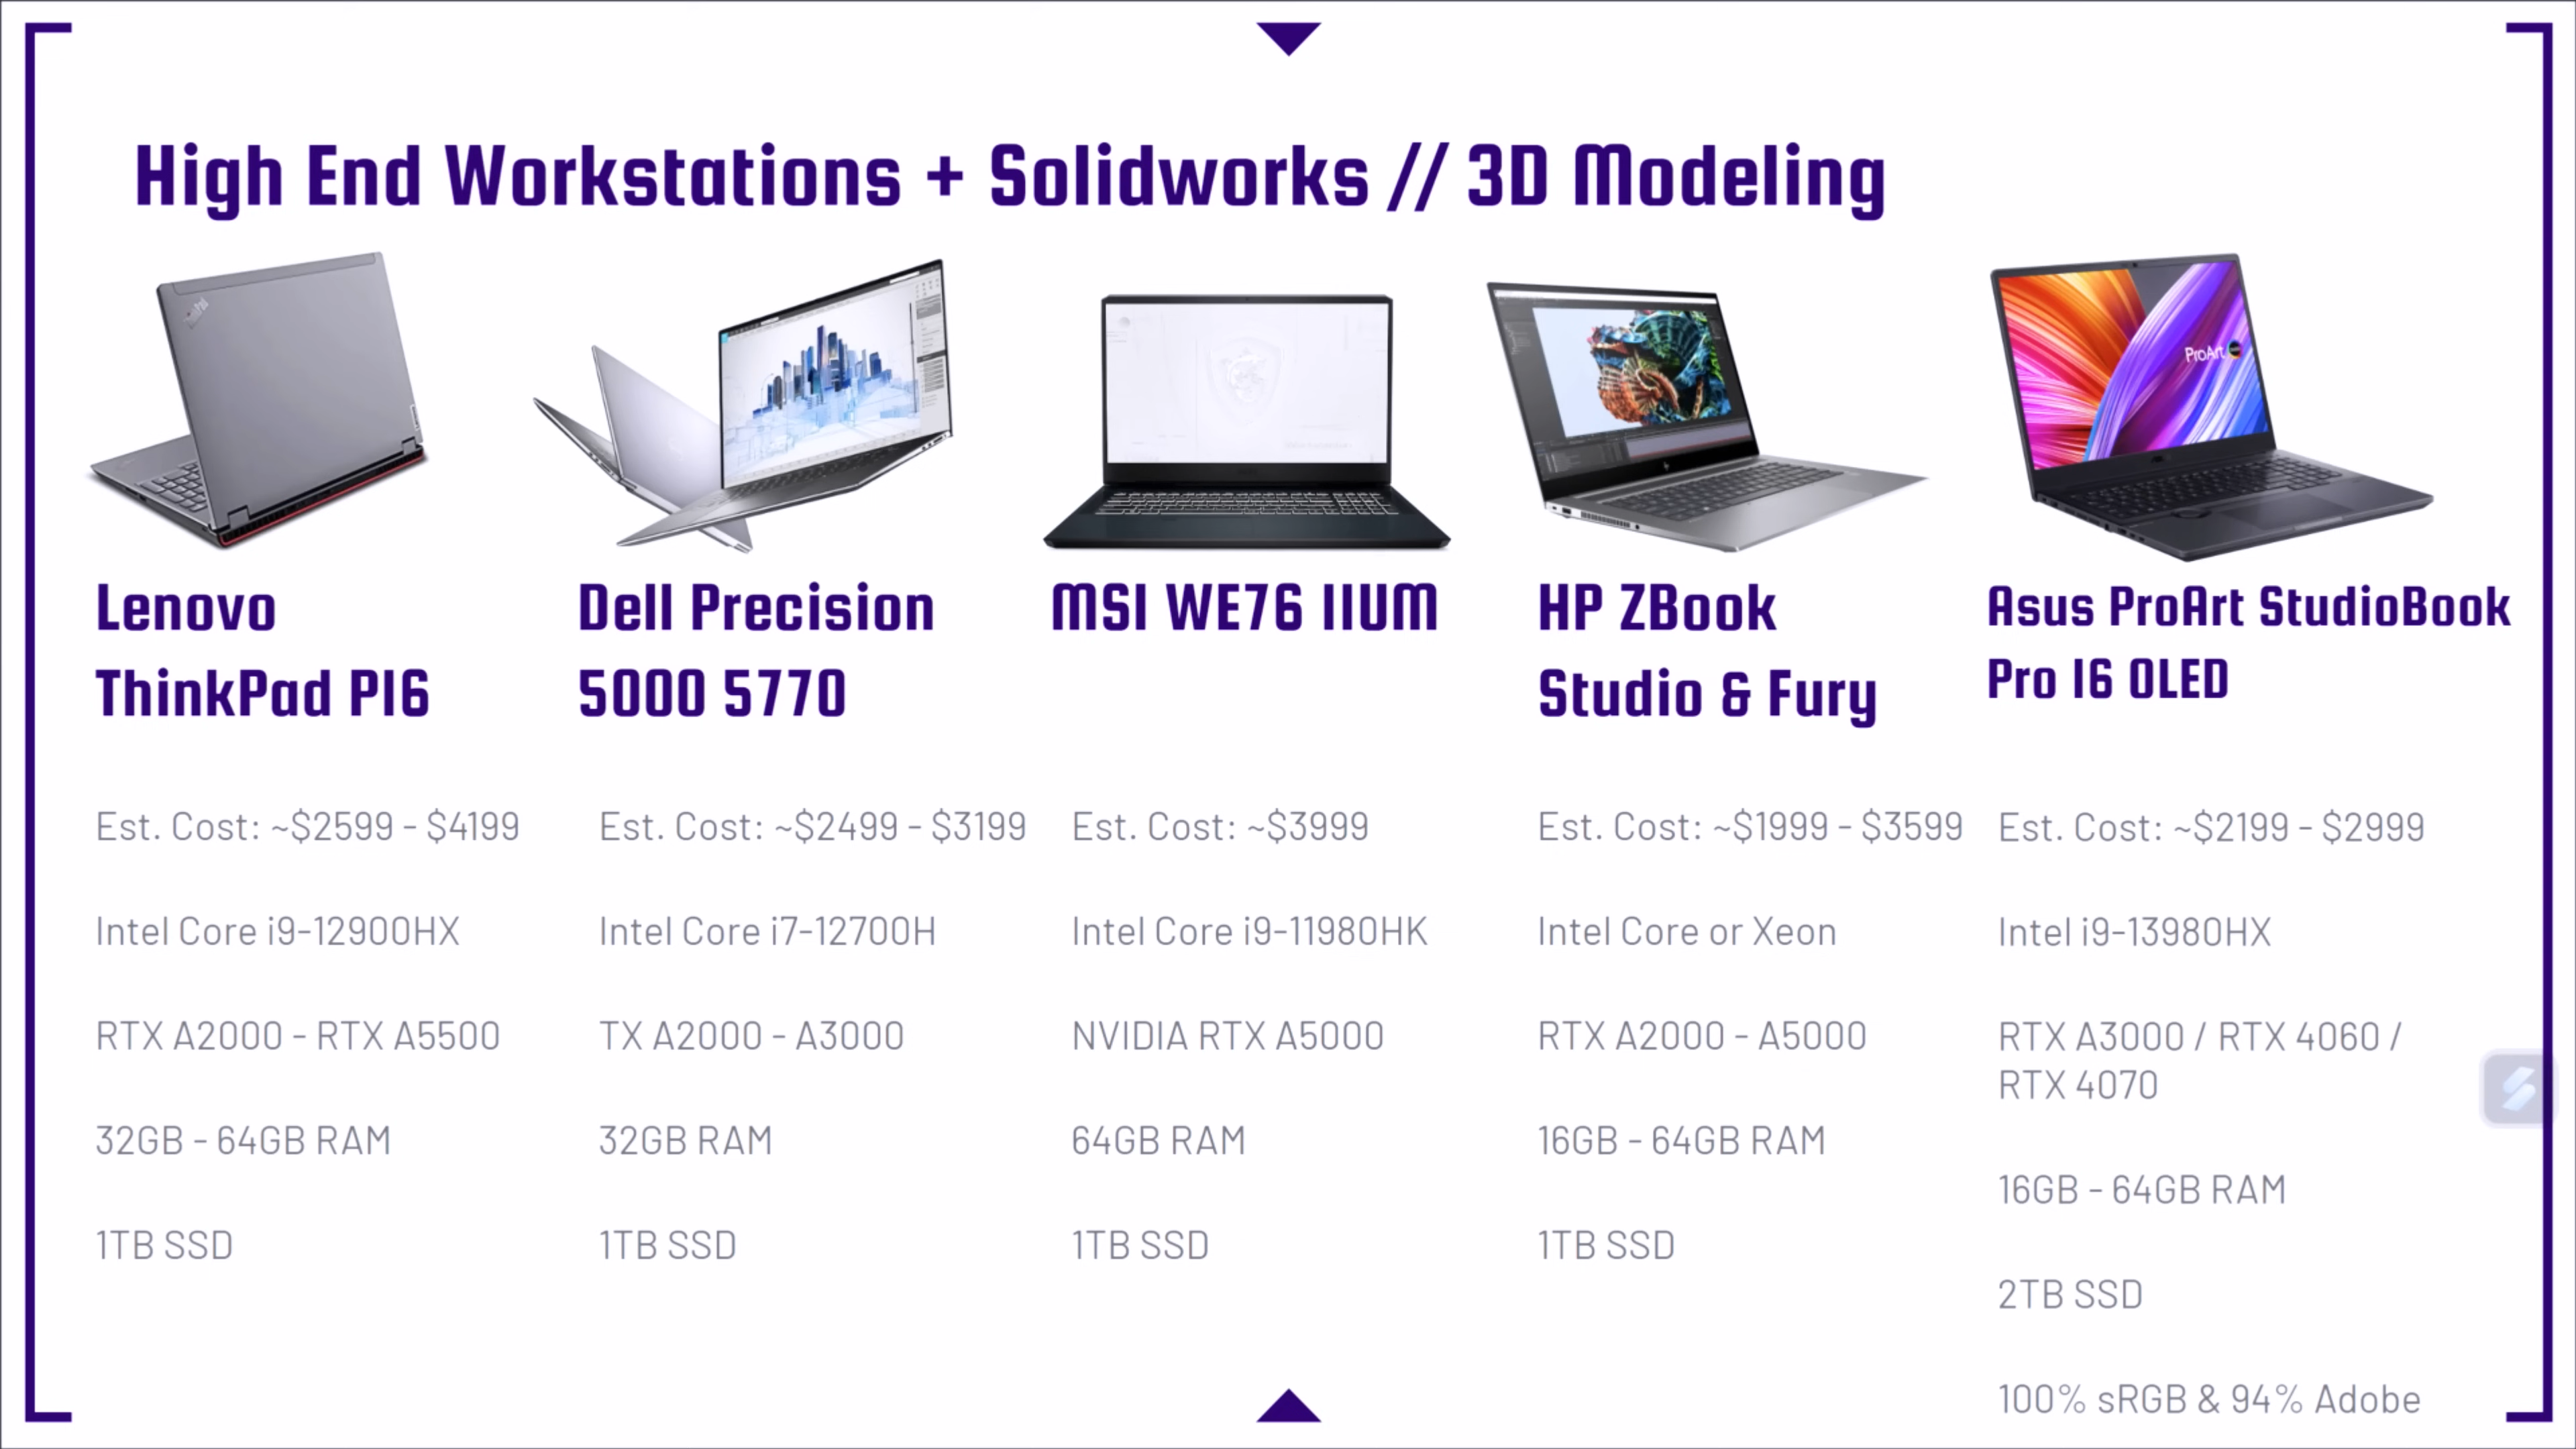 High End Workstations + Solidworks // 3D Modeling
ThinkPad
ProArt
Lenovo
ThinkPad P16
Dell Precision
5000 5770
MSI WE76 11UM
HP ZBook
Studio & Fury
Asus ProArt StudioBook
Pro 16 OLED
Est. Cost: ~$2599 - $4199
Intel Core i9-12900HX
RTX A2000 - RTX A5500
32GB - 64GB RAM
1TB SSD
Est. Cost: ~$2499 - $3199
Intel Core i7-12700H
TX A2000 - A3000
32GB RAM
1TB SSD
Est. Cost: ~$3999
Intel Core i9-11980HK
NVIDIA RTX A5000
64GB RAM
1TB SSD
Est. Cost: ~$1999 - $3599
Intel Core or Xeon
RTX A2000 - A5000
16GB - 64GB RAM
1TB SSD
Est. Cost: ~$2199 - $2999
Intel i9-13980HX
RTX A3000 / RTX 4060 /
RTX 4070
16GB - 64GB RAM
2TB SSD
100% sRGB & 94% Adobe